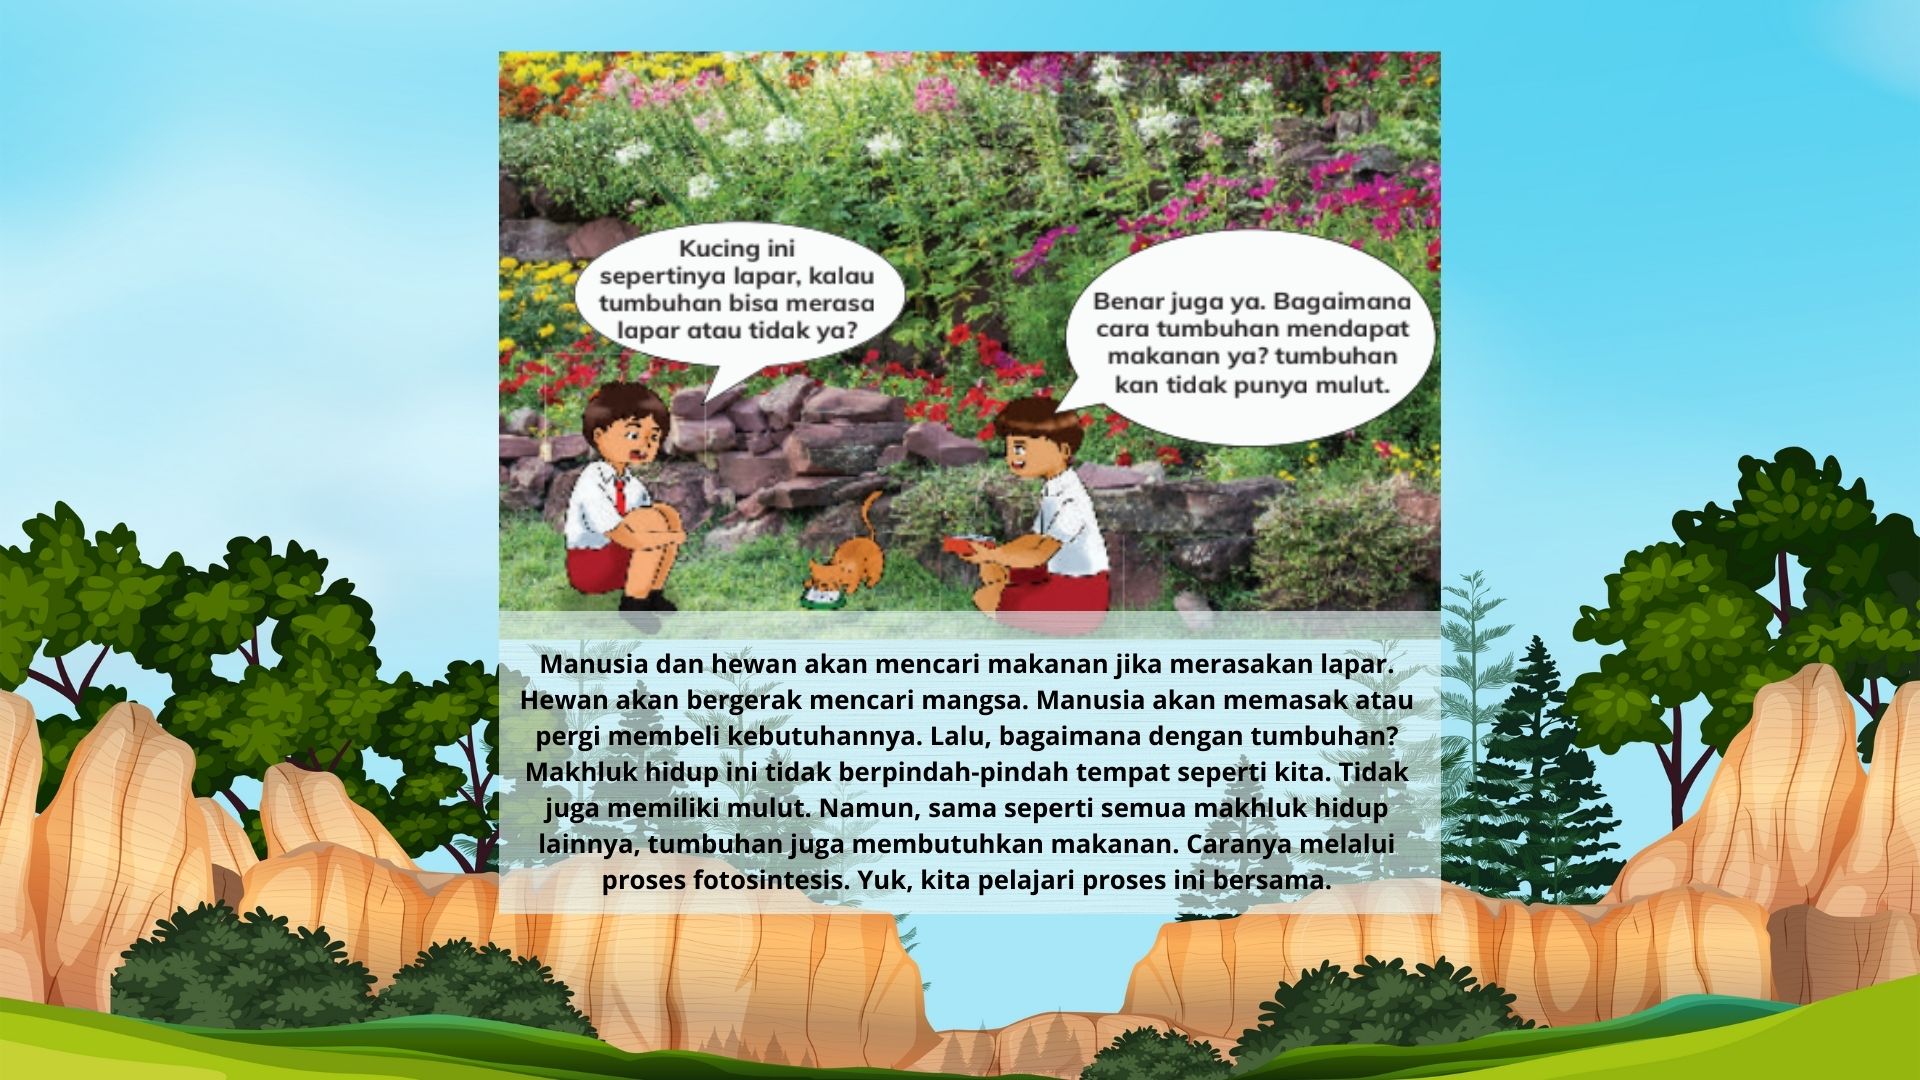 Kucing ini
sepertinya lapar, kalau
tumbuhan bisa merasa
lapar atau tidak ya?
Benar juga ya. Bagaimana
cara tumbuhan mendapat
makanan ya? tumbuhan
kan tidak punya mulut.
Manusia dan hewan akan mencari makanan jika merasakan lapar.
Hewan akan bergerak mencari mangsa. Manusia akan memasak atau
pergi membeli kebutuhannya. Lalu, bagaimana dengan tumbuhan?
Makhluk hidup ini tidak berpindah-pindah tempat seperti kita. Tidak
juga memiliki mulut. Namun, sama seperti semua makhluk hidup
lainnya, tumbuhan juga membutuhkan makanan. Caranya melalui
proses fotosintesis. Yuk, kita pelajari proses ini bersama.